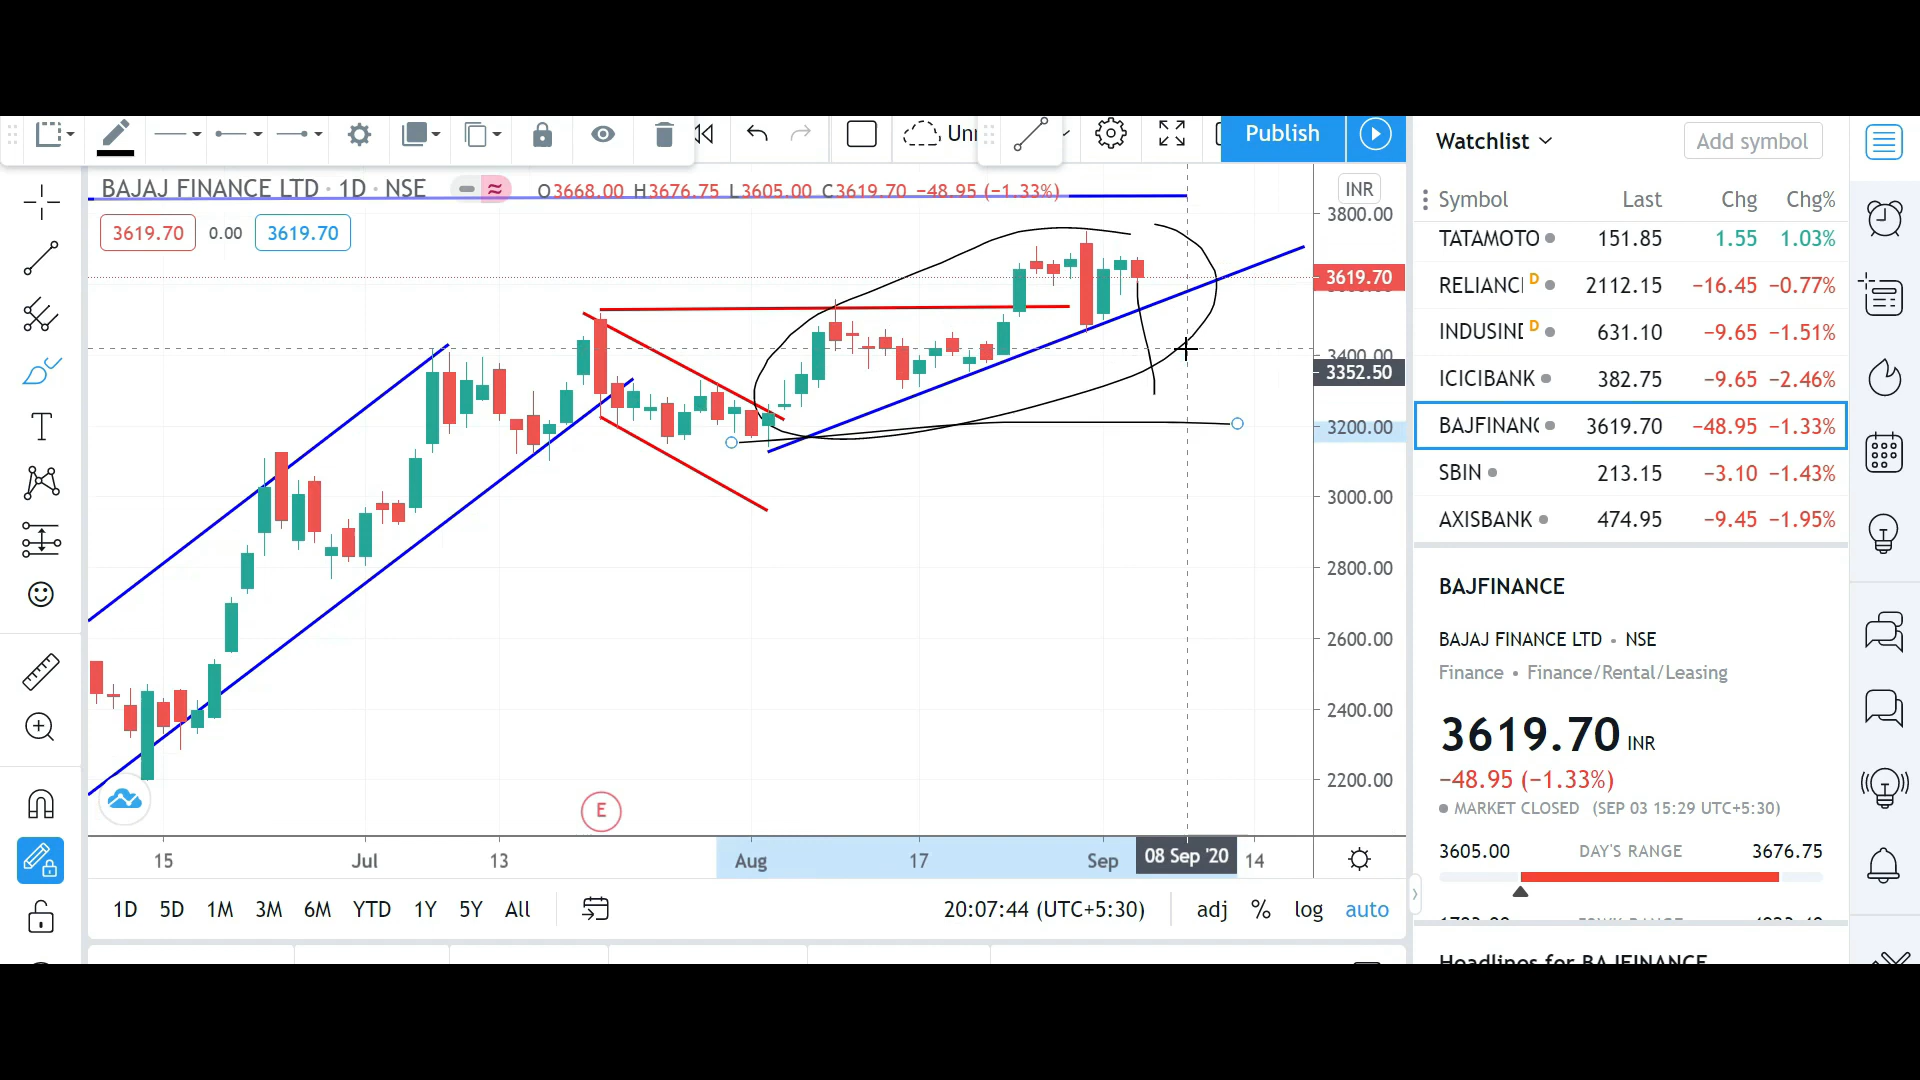 Unn
Publish
BAJAJ FINANCE LTD · 1D · NSE
O3668.00 H3676.75 L3605.00 C3619.70 −48.95 (−1.33%)
3619.70 0.00 3619.70
INR
3800.00
3619.70
3400.00
3352.50
3200.00
3000.00
2800.00
2600.00
2400.00
2200.00
E
15 Jul 13 Aug 17 Sep 08 Sep '20 14
1D 5D 1M 3M 6M YTD 1Y 5Y All
20:07:44 (UTC+5:30) adj % log auto
Watchlist
Add symbol
Symbol Last Chg Chg%
TATAMOTO 151.85 1.55 1.03%
RELIANCI D 2112.15 −16.45 −0.77%
INDUSIND D 631.10 −9.65 −1.51%
ICICIBANK 382.75 −9.65 −2.46%
BAJFINANC 3619.70 −48.95 −1.33%
SBIN 213.15 −3.10 −1.43%
AXISBANK 474.95 −9.45 −1.95%
BAJFINANCE
BAJAJ FINANCE LTD • NSE
Finance • Finance/Rental/Leasing
3619.70 INR
−48.95 (−1.33%)
MARKET CLOSED (SEP 03 15:29 UTC+5:30)
3605.00 DAY'S RANGE 3676.75
Headlines for BAJFINANCE